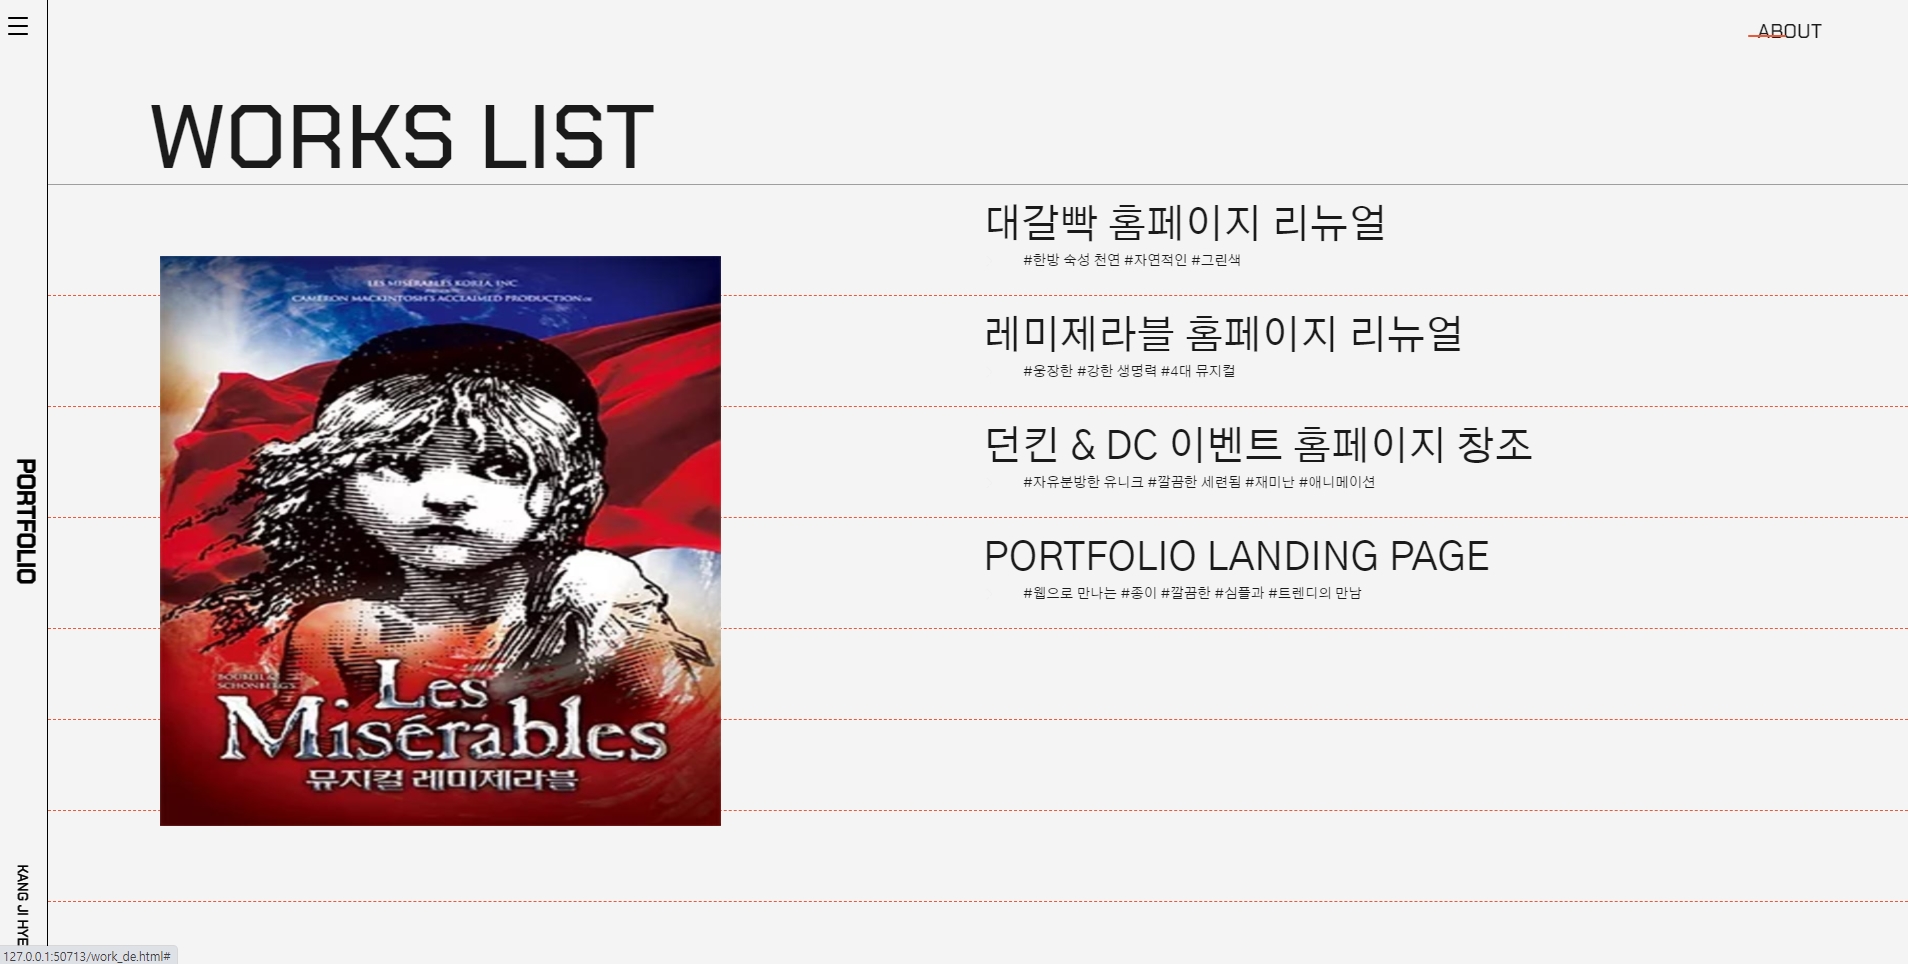 ABOUT
WORKS LIST
대갈빡 홈페이지 리뉴얼
#한방 숙성 천연 #자연적인 #그린색
레미제라블 홈페이지 리뉴얼
#웅장한 #강한 생명력 #4대 뮤지컬
던킨 & DC 이벤트 홈페이지 창조
#자유분방한 유니크 #깔끔한 세련됨 #재미난 #애니메이션
PORTFOLIO LANDING PAGE
#웹으로 만나는 #종이 #깔끔한 #심플과 #트렌디의 만남
LES MISÉRABLES KOREA, INC
CAMERON MACKINTOSH'S ACCLAIMED PRODUCTION OF
BOUBLIL &
SCHÖNBERG'S
Les
Misérables
뮤지컬 레미제라블
PORTFOLIO
KANG JI HYE
127.0.0.1:50713/work_de.html#